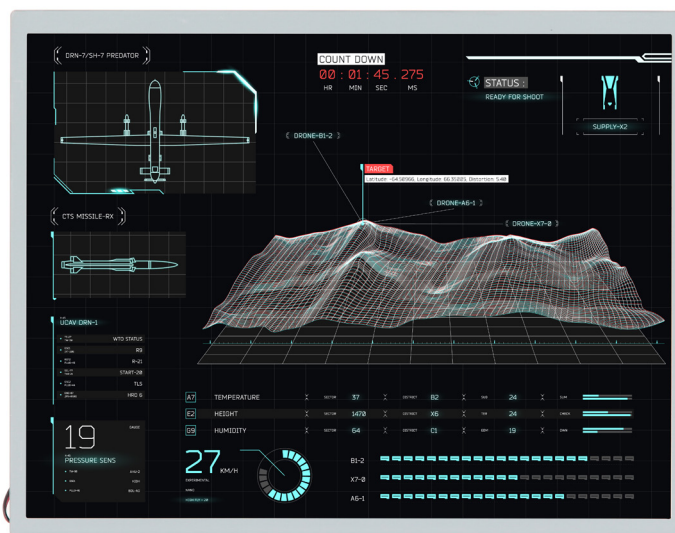 DRN-7/SH-7 PREDATOR
COUNT DOWN
00 : 01 : 45 . 275
HR MIN SEC MS
STATUS :
READY FOR SHOOT
SUPPLY-X2
DRONE-B1-2
TARGET
DRONE-A6-1
DRONE-X7-0
CTS MISSILE-RX
UCAV DRN-1
WTD STATUS
R9
R-21
START-20
TLS
HRD 6
19
PRESSURE SENS
A7 TEMPERATURE SECTOR 37 DISTRICT B2 24
E2 HEIGHT SECTOR 1470 DISTRICT X6 24
G9 HUMIDITY SECTOR 64 DISTRICT C1 19
27 KM/H
B1-2
X7-0
A6-1